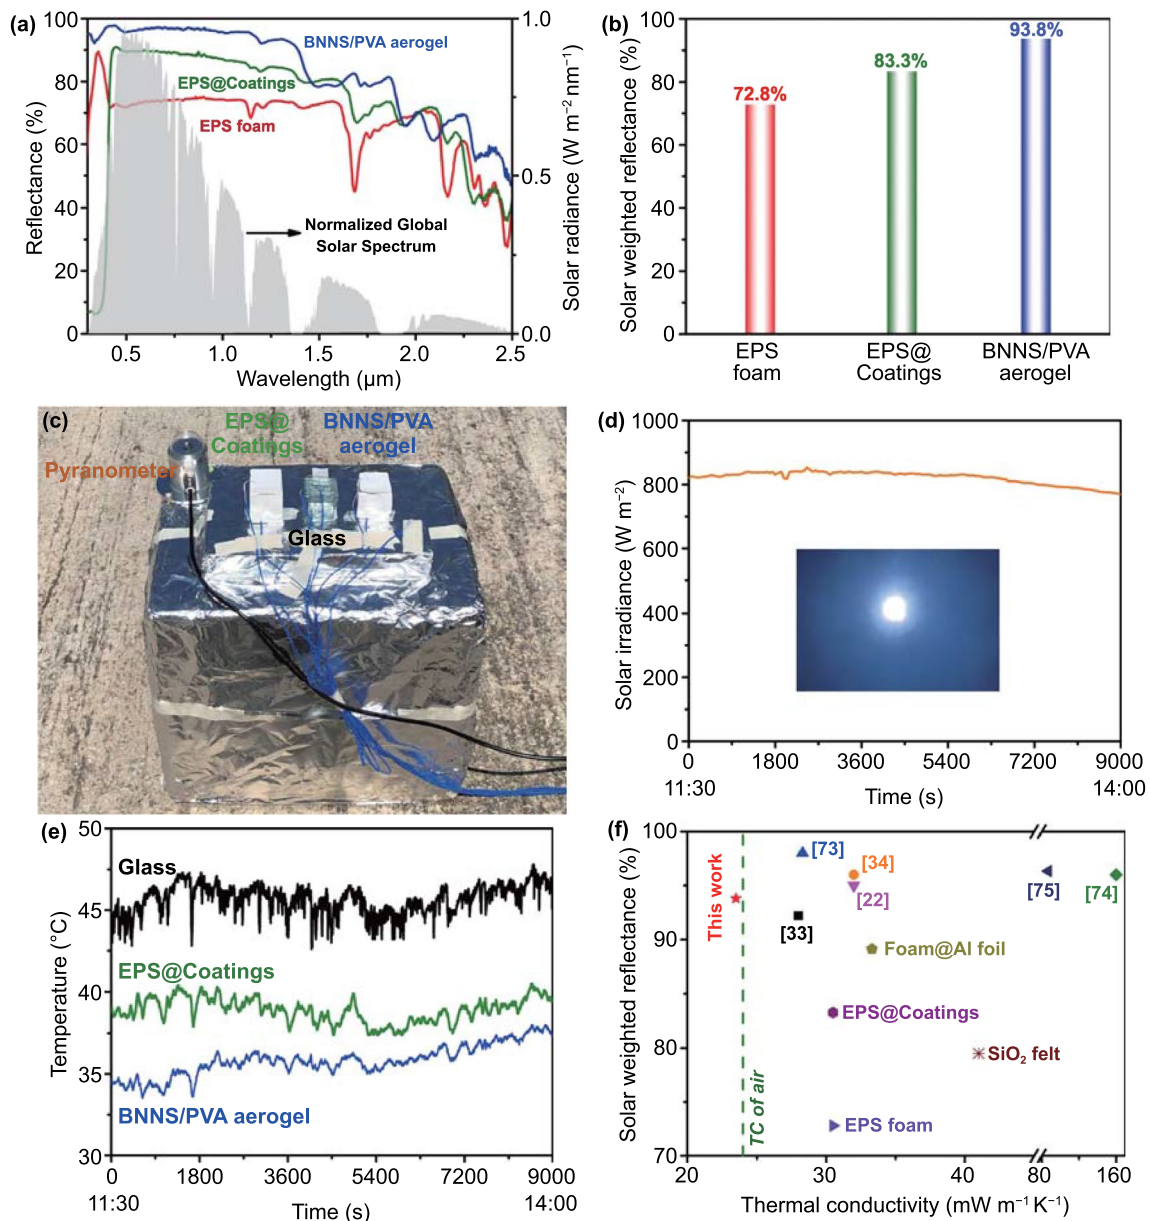 (a)
100
80
60
40
20
0
Reflectance (%)
BNNS/PVA aerogel
EPS@Coatings
EPS foam
Normalized Global
Solar Spectrum
1.0
0.5
0.0
Solar radiance (W m⁻² nm⁻¹)
0.5 1.0 1.5 2.0 2.5
Wavelength (µm)
(b)
100
90
80
70
60
50
40
30
20
10
0
Solar weighted reflectance (%)
72.8%
83.3%
93.8%
EPS
foam
EPS@
Coatings
BNNS/PVA
aerogel
(c)
Pyranometer
EPS@
Coatings
BNNS/PVA
aerogel
Glass
(d)
1000
800
600
400
200
0
Solar irradiance (W m⁻²)
0 1800 3600 5400 7200 9000
11:30 14:00
Time (s)
(e)
50
45
40
35
30
Temperature (°C)
Glass
EPS@Coatings
BNNS/PVA aerogel
0 1800 3600 5400 7200 9000
11:30 14:00
Time (s)
(f)
100
90
80
70
Solar weighted reflectance (%)
This work
TC of air
[73]
[34]
[22]
[33]
[75]
[74]
Foam@Al foil
EPS@Coatings
SiO₂ felt
EPS foam
20 30 40 80 160
Thermal conductivity (mW m⁻¹ K⁻¹)